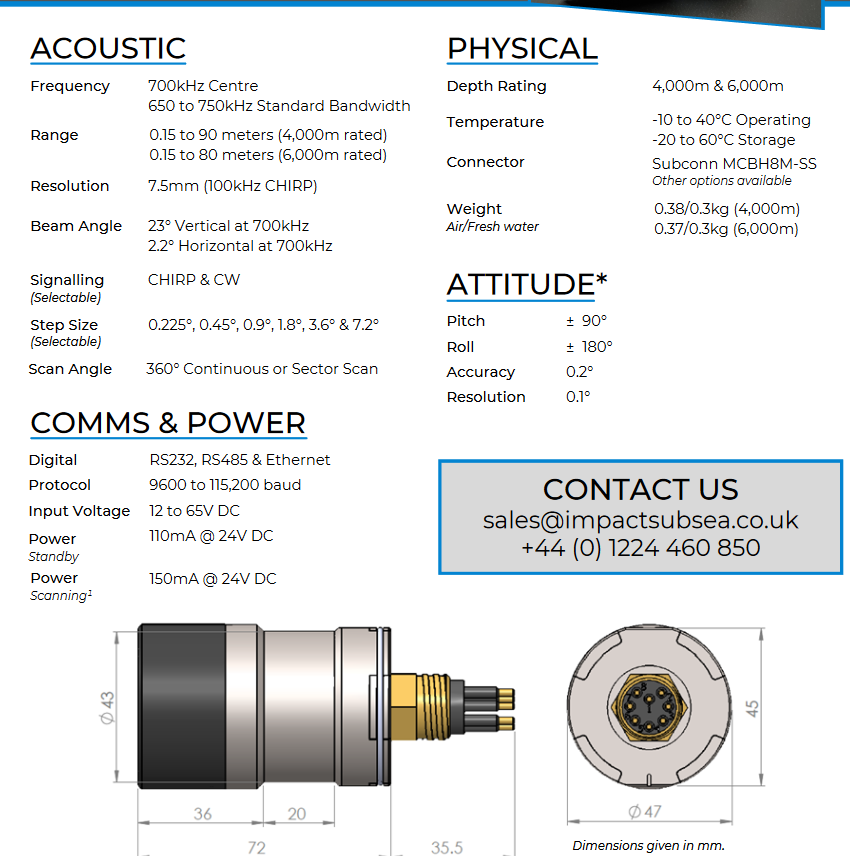 ACOUSTIC
Frequency 700kHz Centre
650 to 750kHz Standard Bandwidth
Range 0.15 to 90 meters (4,000m rated)
0.15 to 80 meters (6,000m rated)
Resolution 7.5mm (100kHz CHIRP)
Beam Angle 23° Vertical at 700kHz
2.2° Horizontal at 700kHz
Signalling CHIRP & CW
(Selectable)
Step Size 0.225°, 0.45°, 0.9°, 1.8°, 3.6° & 7.2°
(Selectable)
Scan Angle 360° Continuous or Sector Scan
COMMS & POWER
Digital RS232, RS485 & Ethernet
Protocol 9600 to 115,200 baud
Input Voltage 12 to 65V DC
Power 110mA @ 24V DC
Standby
Power 150mA @ 24V DC
Scanning¹
PHYSICAL
Depth Rating 4,000m & 6,000m
Temperature -10 to 40°C Operating
-20 to 60°C Storage
Connector Subconn MCBH8M-SS
Other options available
Weight 0.38/0.3kg (4,000m)
Air/Fresh water 0.37/0.3kg (6,000m)
ATTITUDE*
Pitch ± 90°
Roll ± 180°
Accuracy 0.2°
Resolution 0.1°
CONTACT US
sales@impactsubsea.co.uk
+44 (0) 1224 460 850
∅43
36
20
72
35.5
45
∅47
Dimensions given in mm.